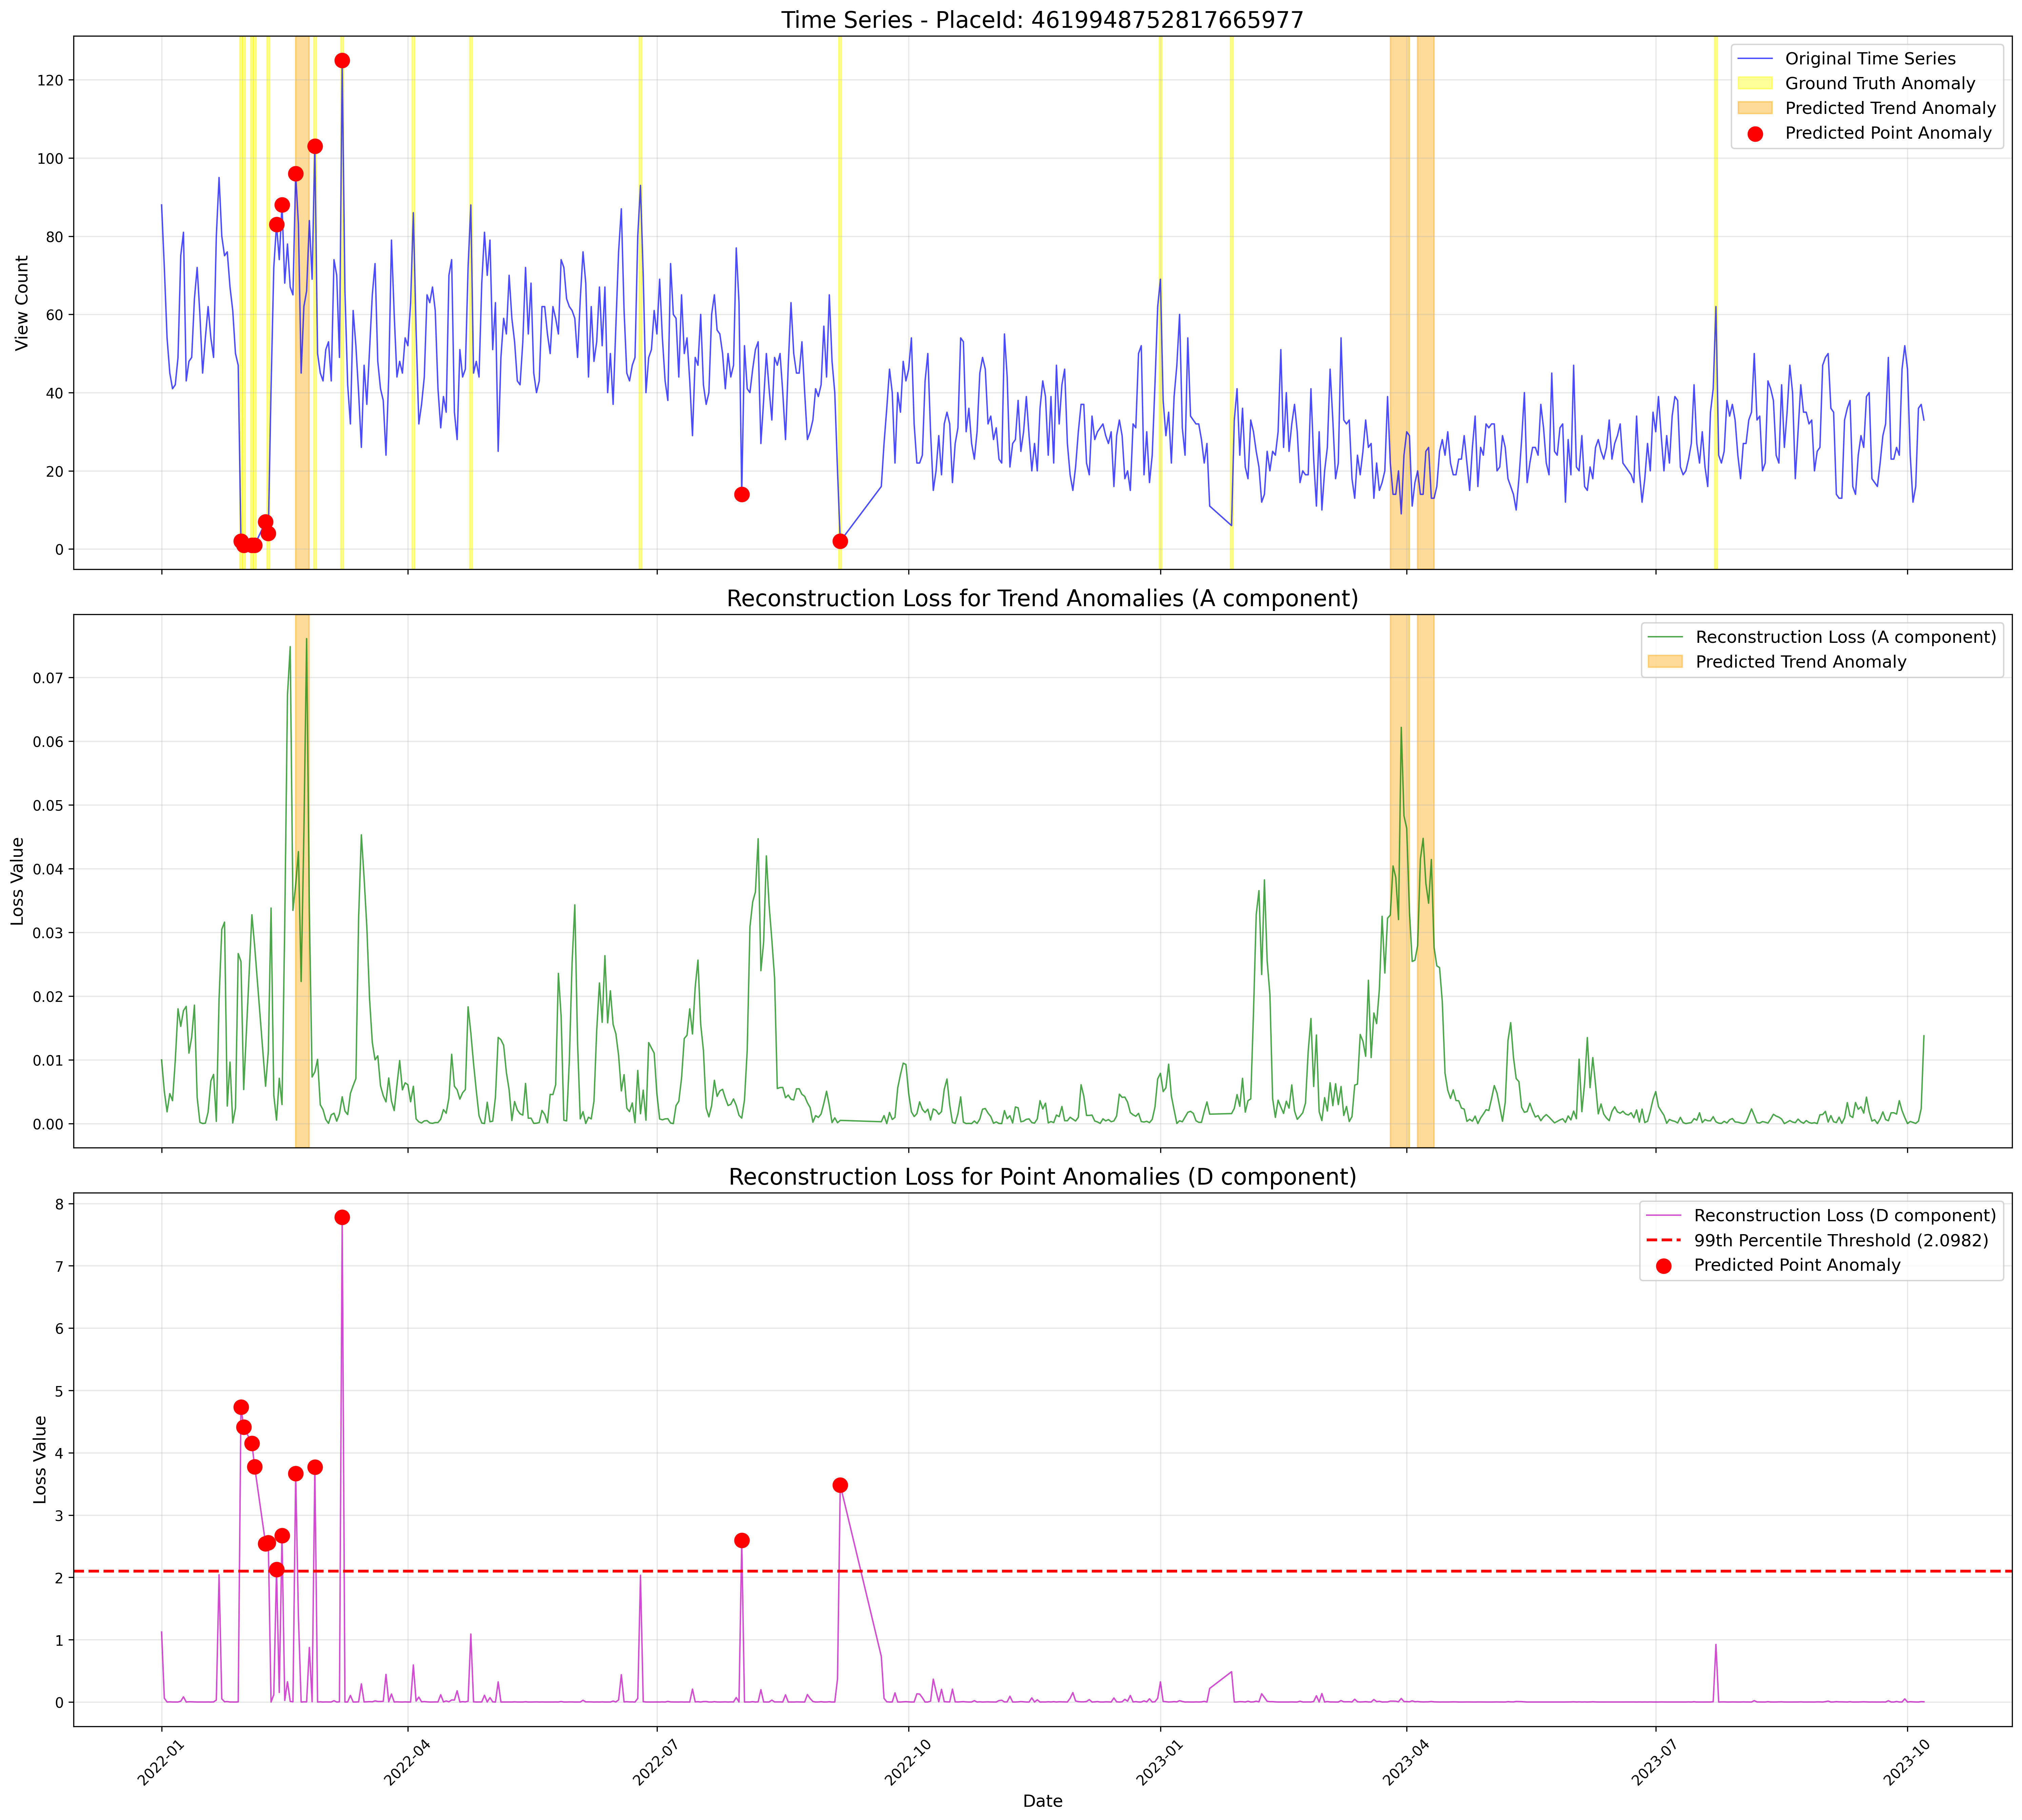 Time Series - PlaceId: 4619948752817665977
View Count
120
100
80
60
40
20
0
Original Time Series
Ground Truth Anomaly
Predicted Trend Anomaly
Predicted Point Anomaly
Reconstruction Loss for Trend Anomalies (A component)
Loss Value
0.07
0.06
0.05
0.04
0.03
0.02
0.01
0.00
Reconstruction Loss (A component)
Predicted Trend Anomaly
Reconstruction Loss for Point Anomalies (D component)
Loss Value
8
7
6
5
4
3
2
1
0
Reconstruction Loss (D component)
99th Percentile Threshold (2.0982)
Predicted Point Anomaly
2022-01
2022-04
2022-07
2022-10
2023-01
2023-04
2023-07
2023-10
Date